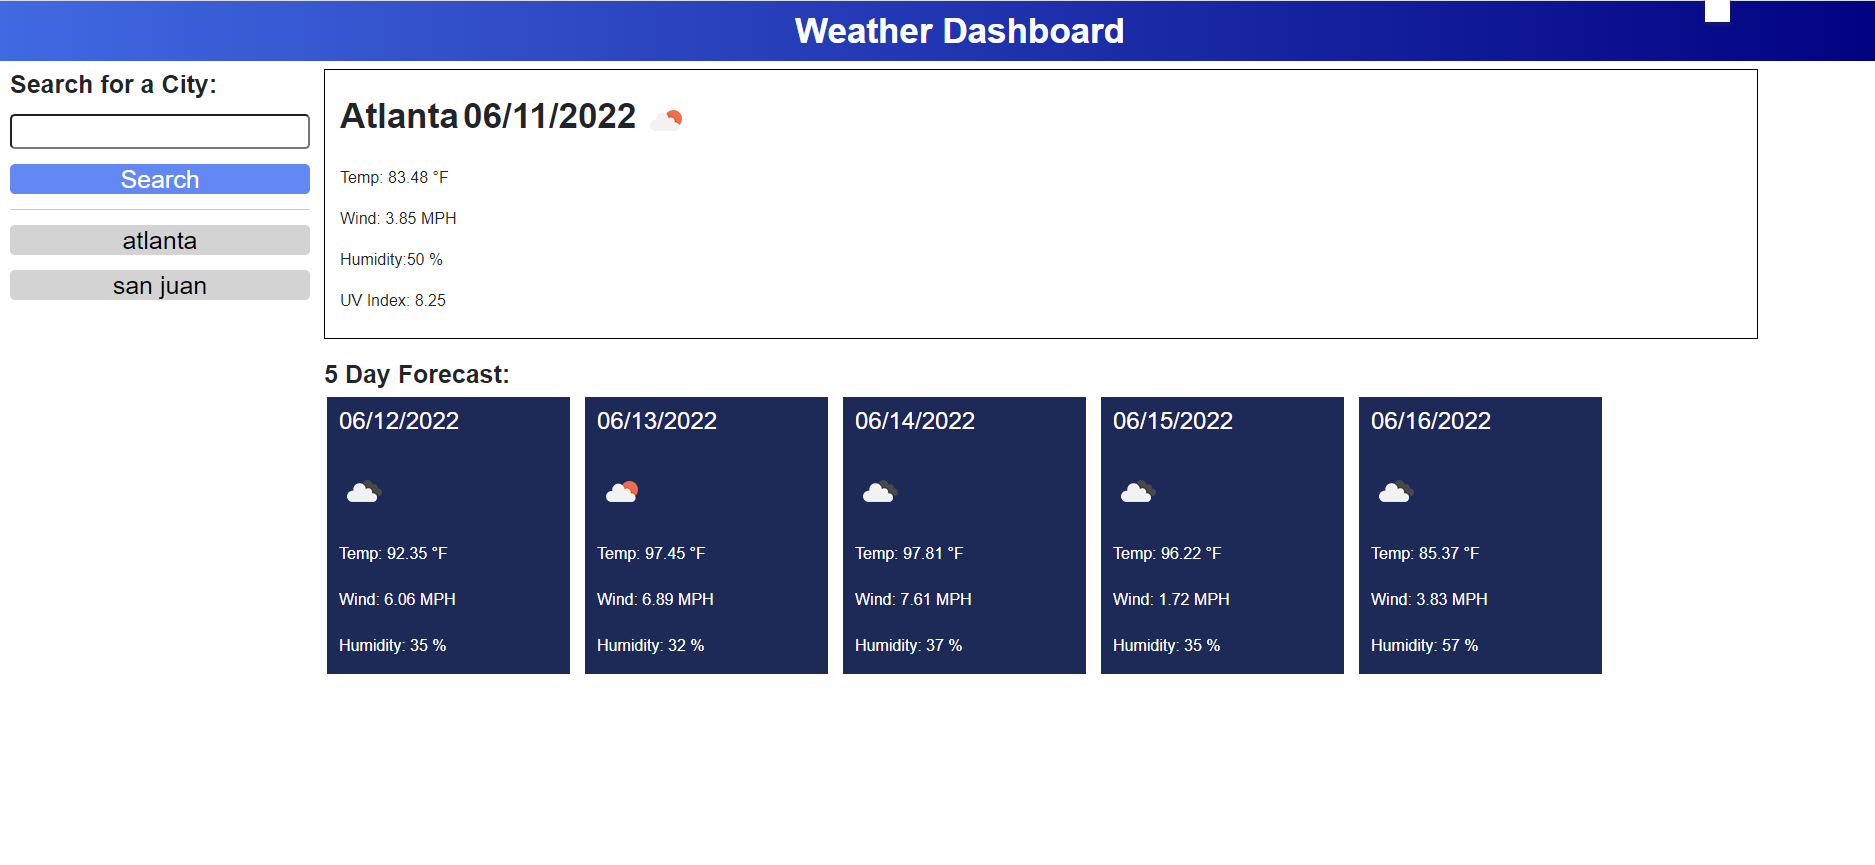 Weather Dashboard
Search for a City:
Search
atlanta
san juan
Atlanta 06/11/2022
Temp: 83.48 °F
Wind: 3.85 MPH
Humidity:50 %
UV Index: 8.25
5 Day Forecast:
06/12/2022
Temp: 92.35 °F
Wind: 6.06 MPH
Humidity: 35 %
06/13/2022
Temp: 97.45 °F
Wind: 6.89 MPH
Humidity: 32 %
06/14/2022
Temp: 97.81 °F
Wind: 7.61 MPH
Humidity: 37 %
06/15/2022
Temp: 96.22 °F
Wind: 1.72 MPH
Humidity: 35 %
06/16/2022
Temp: 85.37 °F
Wind: 3.83 MPH
Humidity: 57 %